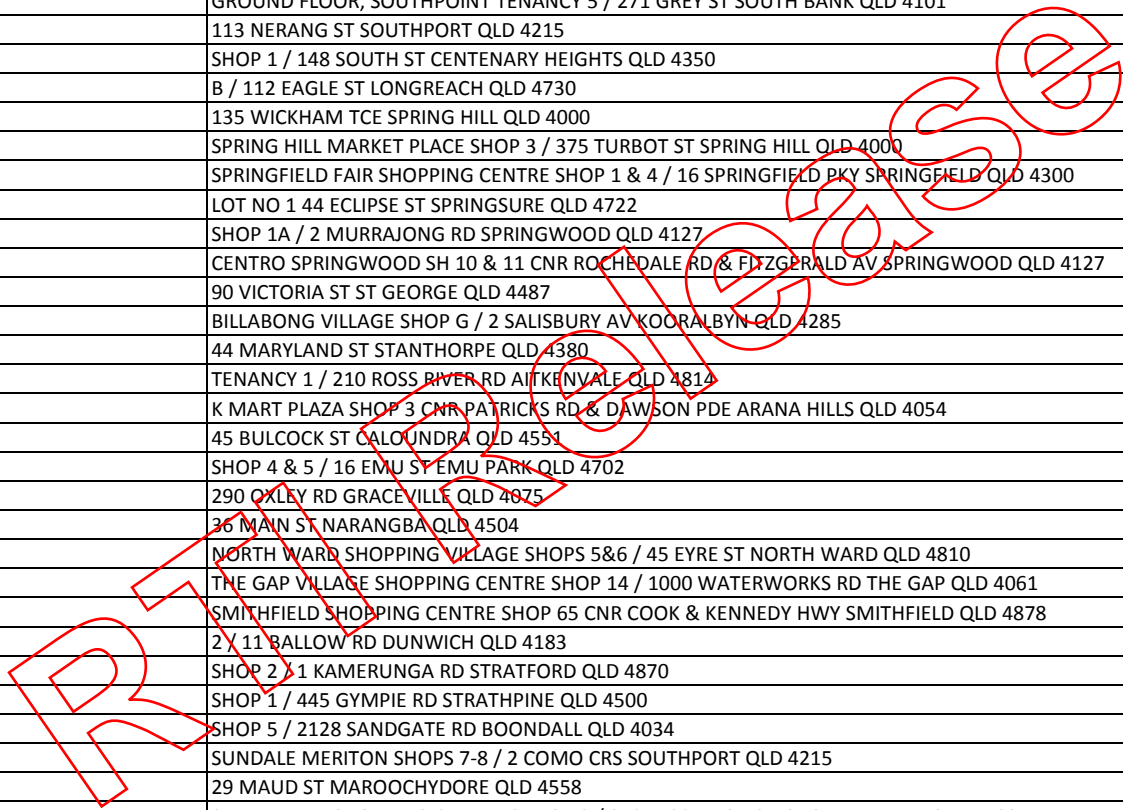 GROUND FLOOR, SOUTHPOINT TENANCY 5 / 271 GREY ST SOUTH BANK QLD 4101
113 NERANG ST SOUTHPORT QLD 4215
SHOP 1 / 148 SOUTH ST CENTENARY HEIGHTS QLD 4350
B / 112 EAGLE ST LONGREACH QLD 4730
135 WICKHAM TCE SPRING HILL QLD 4000
SPRING HILL MARKET PLACE SHOP 3 / 375 TURBOT ST SPRING HILL QLD 4000
SPRINGFIELD FAIR SHOPPING CENTRE SHOP 1 & 4 / 16 SPRINGFIELD PKY SPRINGFIELD QLD 4300
LOT NO 1 44 ECLIPSE ST SPRINGSURE QLD 4722
SHOP 1A / 2 MURRAJONG RD SPRINGWOOD QLD 4127
CENTRO SPRINGWOOD SH 10 & 11 CNR ROCHEDALE RD & FITZGERALD AV SPRINGWOOD QLD 4127
90 VICTORIA ST ST GEORGE QLD 4487
BILLABONG VILLAGE SHOP G / 2 SALISBURY AV KOORALBYN QLD 4285
44 MARYLAND ST STANTHORPE QLD 4380
TENANCY 1 / 210 ROSS RIVER RD AITKENVALE QLD 4814
K MART PLAZA SHOP 3 CNR PATRICKS RD & DAWSON PDE ARANA HILLS QLD 4054
45 BULCOCK ST CALOUNDRA QLD 4551
SHOP 4 & 5 / 16 EMU ST EMU PARK QLD 4702
290 OXLEY RD GRACEVILLE QLD 4075
36 MAIN ST NARANGBA QLD 4504
NORTH WARD SHOPPING VILLAGE SHOPS 5&6 / 45 EYRE ST NORTH WARD QLD 4810
THE GAP VILLAGE SHOPPING CENTRE SHOP 14 / 1000 WATERWORKS RD THE GAP QLD 4061
SMITHFIELD SHOPPING CENTRE SHOP 65 CNR COOK & KENNEDY HWY SMITHFIELD QLD 4878
2 / 11 BALLOW RD DUNWICH QLD 4183
SHOP 2 / 1 KAMERUNGA RD STRATFORD QLD 4870
SHOP 1 / 445 GYMPIE RD STRATHPINE QLD 4500
SHOP 5 / 2128 SANDGATE RD BOONDALL QLD 4034
SUNDALE MERITON SHOPS 7-8 / 2 COMO CRS SOUTHPORT QLD 4215
29 MAUD ST MAROOCHYDORE QLD 4558
RTI Release